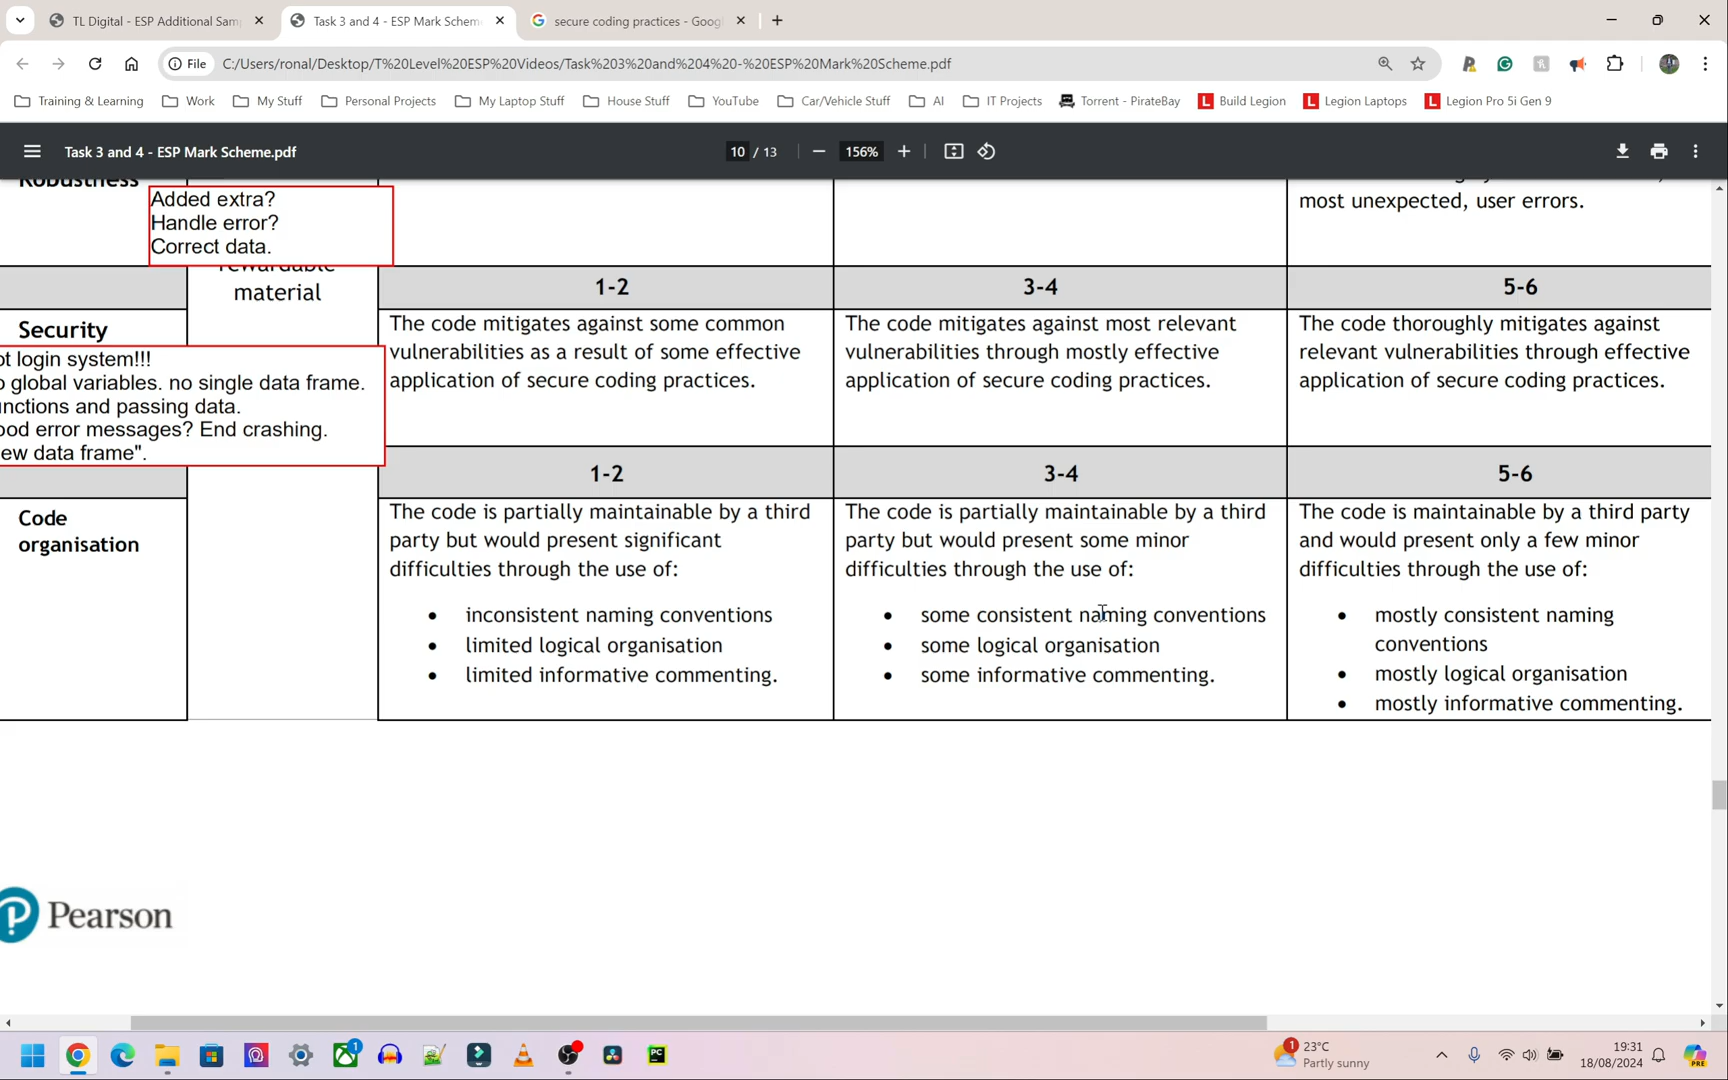 TL Digital - ESP Additional Sam
Task 3 and 4 - ESP Mark Schem
secure coding practices - Goog
File
C:/Users/ronal/Desktop/T%20Level%20ESP%20Videos/Task%203%20and%204%20-%20ESP%20Mark%20Scheme.pdf
Training & Learning
Work
My Stuff
Personal Projects
My Laptop Stuff
House Stuff
YouTube
Car/Vehicle Stuff
AI
IT Projects
Torrent - PirateBay
Build Legion
Legion Laptops
Legion Pro 5i Gen 9
Task 3 and 4 - ESP Mark Scheme.pdf
10 / 13
156%
Robustness
Added extra?
Handle error?
Correct data.
most unexpected, user errors.
rewardable
material
1-2
3-4
5-6
Security
ot login system!!!
o global variables. no single data frame.
unctions and passing data.
ood error messages? End crashing.
ew data frame".
The code mitigates against some common
vulnerabilities as a result of some effective
application of secure coding practices.
The code mitigates against most relevant
vulnerabilities through mostly effective
application of secure coding practices.
The code thoroughly mitigates against
relevant vulnerabilities through effective
application of secure coding practices.
1-2
3-4
5-6
Code
organisation
The code is partially maintainable by a third
party but would present significant
difficulties through the use of:
• inconsistent naming conventions
• limited logical organisation
• limited informative commenting.
The code is partially maintainable by a third
party but would present some minor
difficulties through the use of:
• some consistent naming conventions
• some logical organisation
• some informative commenting.
The code is maintainable by a third party
and would present only a few minor
difficulties through the use of:
• mostly consistent naming
conventions
• mostly logical organisation
• mostly informative commenting.
Pearson
23°C
Partly sunny
19:31
18/08/2024